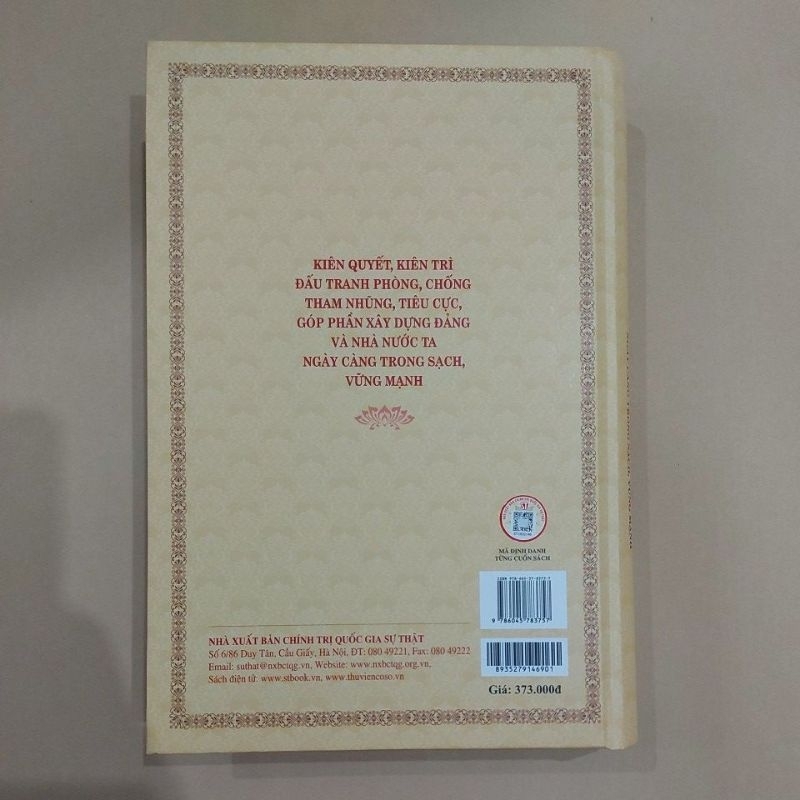 KIÊN QUYẾT, KIÊN TRÌ
ĐẤU TRANH PHÒNG, CHỐNG
THAM NHŨNG, TIÊU CỰC,
GÓP PHẦN XÂY DỰNG ĐẢNG
VÀ NHÀ NƯỚC TA
NGÀY CÀNG TRONG SẠCH,
VỮNG MẠNH
MÃ ĐỊNH DANH
TỪNG CUỐN SÁCH
9 786045 783757
NHÀ XUẤT BẢN CHÍNH TRỊ QUỐC GIA SỰ THẬT
Số 6/86 Duy Tân, Cầu Giấy, Hà Nội, ĐT: 080 49221, Fax: 080 49222
Email: suthat@nxbctqg.vn, Website: www.nxbctqg.org.vn,
Sách điện tử: www.stbook.vn, www.thuviencoso.vn
8935279146901
Giá: 373.000đ